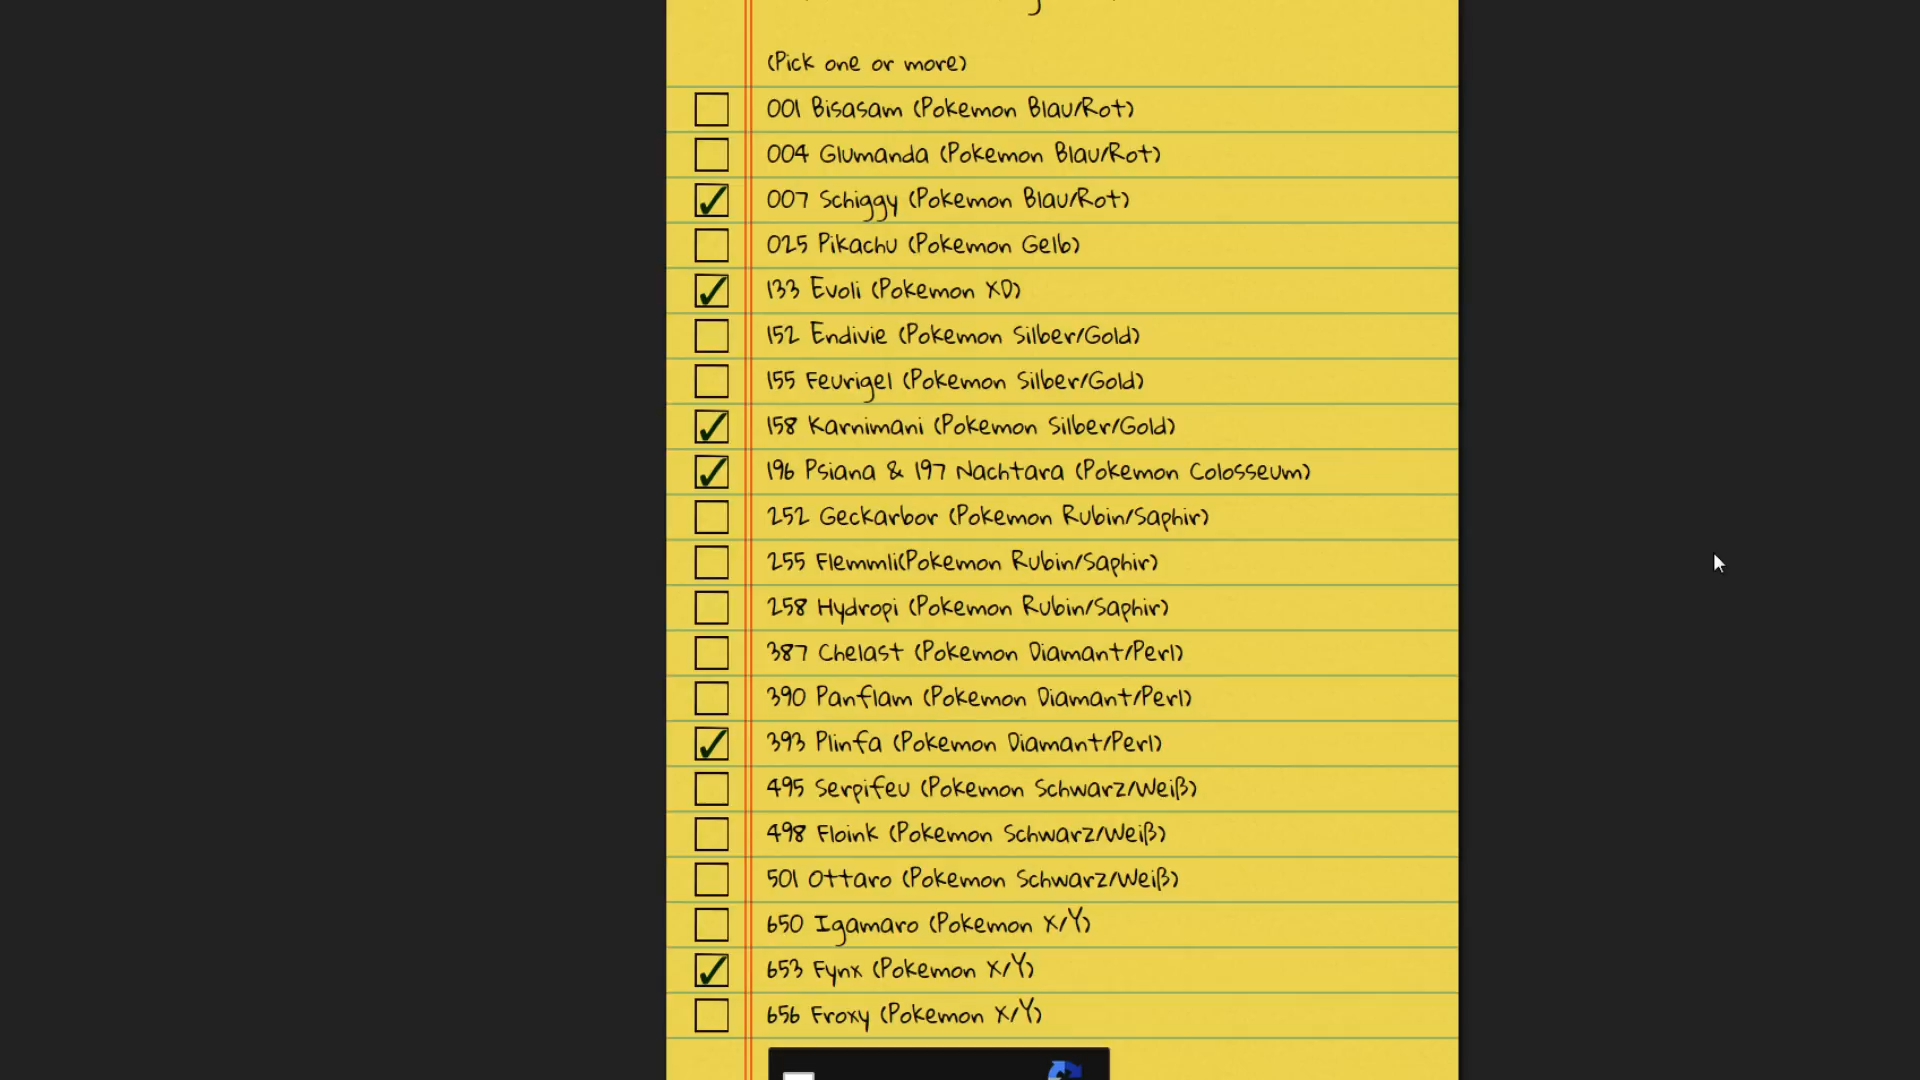 (Pick one or more)
001 Bisasam (Pokemon Blau/Rot)
004 Glumanda (Pokemon Blau/Rot)
007 Schiggy (Pokemon Blau/Rot)
025 Pikachu (Pokemon Gelb)
133 Evoli (Pokemon XD)
152 Endivie (Pokemon Silber/Gold)
155 Feurigel (Pokemon Silber/Gold)
158 Karnimani (Pokemon Silber/Gold)
196 Psiana & 197 Nachtara (Pokemon Colosseum)
252 Geckarbor (Pokemon Rubin/Saphir)
255 Flemmli(Pokemon Rubin/Saphir)
258 Hydropi (Pokemon Rubin/Saphir)
387 Chelast (Pokemon Diamant/Perl)
390 Panflam (Pokemon Diamant/Perl)
393 Plinfa (Pokemon Diamant/Perl)
495 Serpifeu (Pokemon Schwarz/Weiß)
498 Floink (Pokemon Schwarz/Weiß)
501 Ottaro (Pokemon Schwarz/Weiß)
650 Igamaro (Pokemon X/Y)
653 Fynx (Pokemon X/Y)
656 Froxy (Pokemon X/Y)